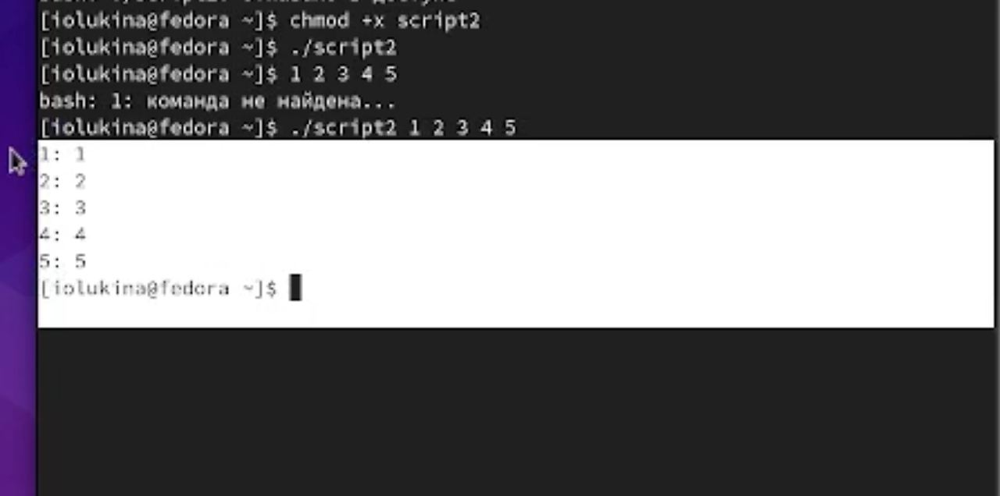 [iolukina@fedora ~]$ chmod +x script2
[iolukina@fedora ~]$ ./script2
[iolukina@fedora ~]$ 1 2 3 4 5
bash: 1: команда не найдена...
[iolukina@fedora ~]$ ./script2 1 2 3 4 5
1: 1
2: 2
3: 3
4: 4
5: 5
[iolukina@fedora ~]$